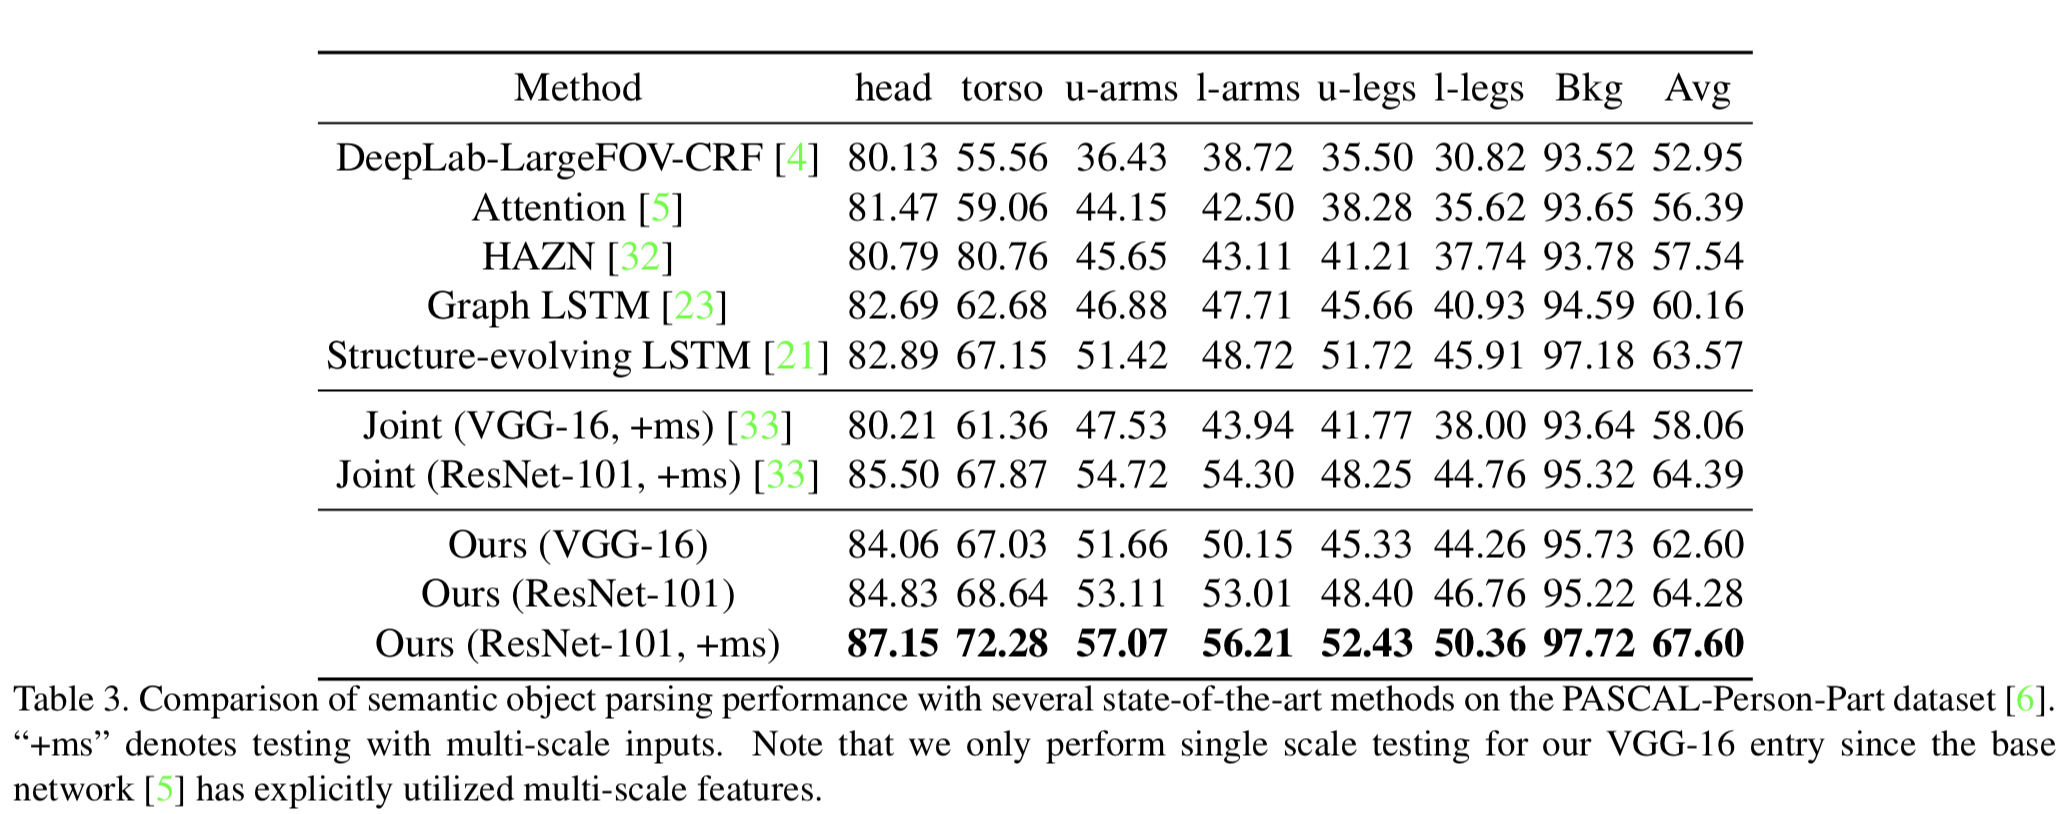 Method head torso u-arms l-arms u-legs l-legs Bkg Avg
DeepLab-LargeFOV-CRF [4] 80.13 55.56 36.43 38.72 35.50 30.82 93.52 52.95
Attention [5] 81.47 59.06 44.15 42.50 38.28 35.62 93.65 56.39
HAZN [32] 80.79 80.76 45.65 43.11 41.21 37.74 93.78 57.54
Graph LSTM [23] 82.69 62.68 46.88 47.71 45.66 40.93 94.59 60.16
Structure-evolving LSTM [21] 82.89 67.15 51.42 48.72 51.72 45.91 97.18 63.57
Joint (VGG-16, +ms) [33] 80.21 61.36 47.53 43.94 41.77 38.00 93.64 58.06
Joint (ResNet-101, +ms) [33] 85.50 67.87 54.72 54.30 48.25 44.76 95.32 64.39
Ours (VGG-16) 84.06 67.03 51.66 50.15 45.33 44.26 95.73 62.60
Ours (ResNet-101) 84.83 68.64 53.11 53.01 48.40 46.76 95.22 64.28
Ours (ResNet-101, +ms) 87.15 72.28 57.07 56.21 52.43 50.36 97.72 67.60
Table 3. Comparison of semantic object parsing performance with several state-of-the-art methods on the PASCAL-Person-Part dataset [6].
“+ms” denotes testing with multi-scale inputs. Note that we only perform single scale testing for our VGG-16 entry since the base
network [5] has explicitly utilized multi-scale features.